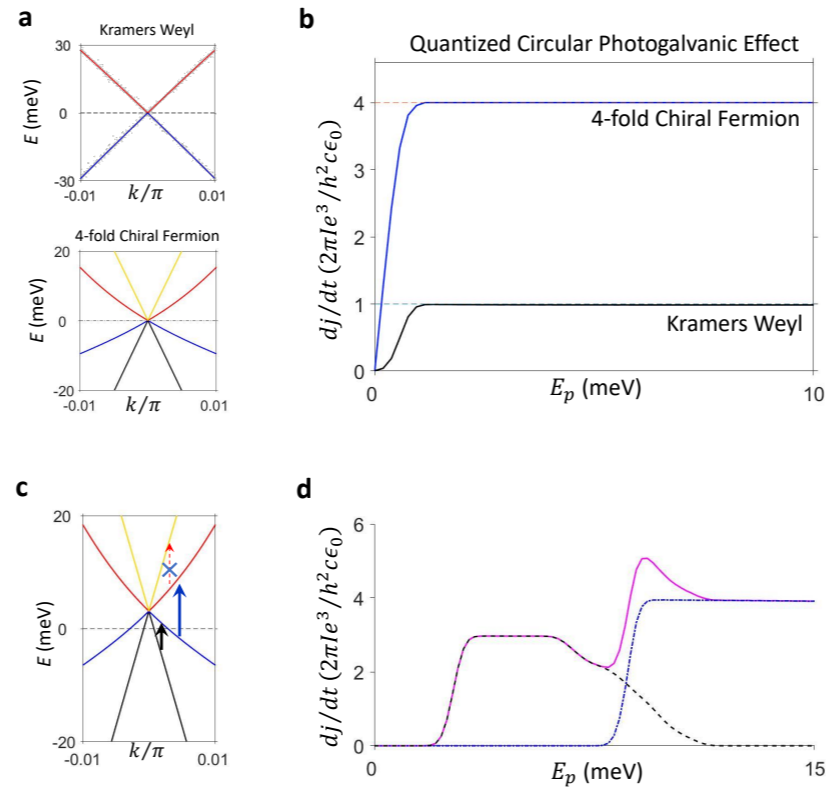 a
Kramers Weyl
30
0
-30
E (meV)
-0.01
k/π
0.01
4-fold Chiral Fermion
20
0
-20
E (meV)
-0.01
k/π
0.01
b
Quantized Circular Photogalvanic Effect
4
3
2
1
0
dj/dt (2πIe³/h²cϵ₀)
4-fold Chiral Fermion
Kramers Weyl
0
E_p (meV)
10
c
20
0
-20
E (meV)
-0.01
k/π
0.01
d
6
4
2
0
dj/dt (2πIe³/h²cϵ₀)
0
E_p (meV)
15